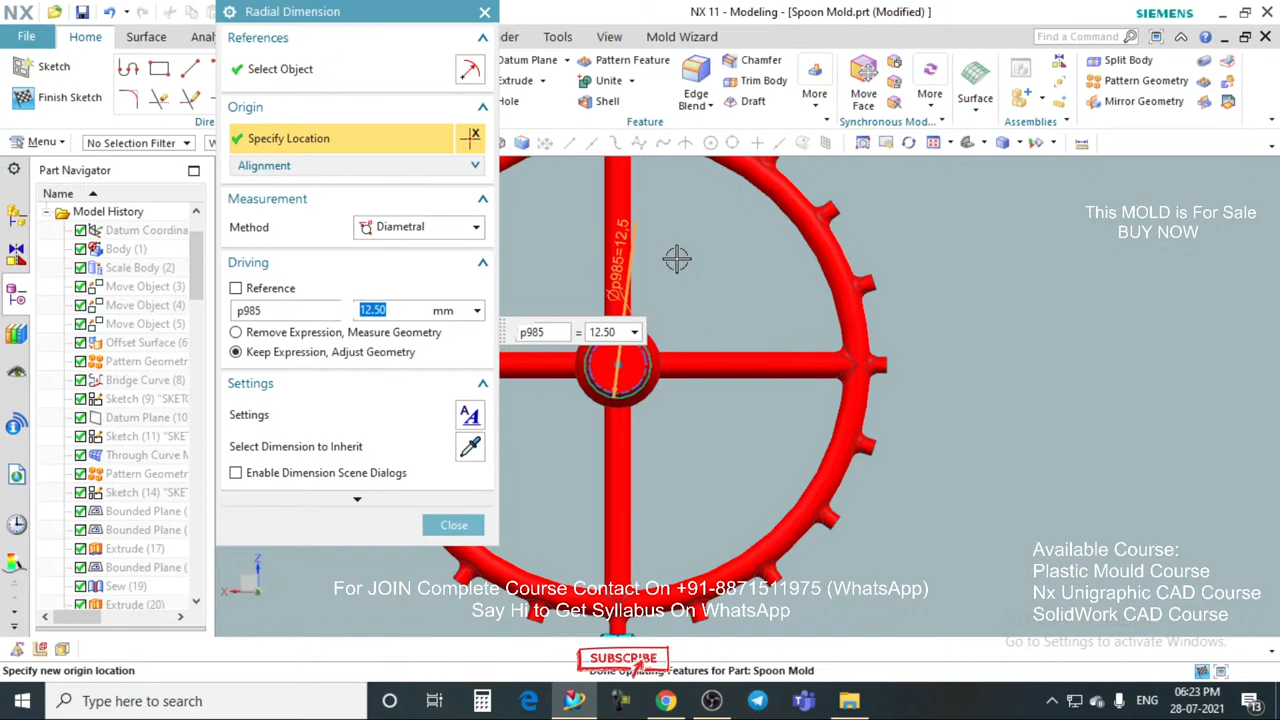 NX
Radial Dimension
NX 11 - Modeling - [Spoon Mold.prt (Modified) ]
SIEMENS
File
Home
Surface
Tools
View
Mold Wizard
Find a Command
References
Select Object
Origin
Specify Location
Alignment
Measurement
Method
Diametral
Driving
Reference
p985
12.50 mm
Remove Expression, Measure Geometry
Keep Expression, Adjust Geometry
Settings
Settings
Select Dimension to Inherit
Enable Dimension Scene Dialogs
Close
Sketch
Finish Sketch
Pattern Feature
Unite
Shell
Edge
Blend
Chamfer
Trim Body
Draft
More
Feature
Move
Face
More
Synchronous Mod...
Surface
Assemblies
Split Body
Pattern Geometry
Mirror Geometry
Menu
No Selection Filter
Part Navigator
Name
Model History
Datum Coordina
Body (1)
Scale Body (2)
Move Object (3)
Move Object (4)
Move Object (5)
Offset Surface (6
Pattern Geometr
Bridge Curve (8)
Sketch (9) "SKET
Datum Plane (10
Sketch (11) "SKE
Through Curve M
Pattern Geometr
Sketch (14) "SKE
Bounded Plane (
Bounded Plane (
Extrude (17)
Bounded Plane (
Sew (19)
Extrude (20)
Øp985=12,5
p985 = 12.50
Z
X
This MOLD is For Sale
BUY NOW
Available Course:
Plastic Mould Course
Nx Unigraphic CAD Course
SolidWork CAD Course
For JOIN Complete Course Contact On +91-8871511975 (WhatsApp)
Say Hi to Get Syllabus On WhatsApp
Go to Settings to activate Windows.
SUBSCRIBE
Specify new origin location
Done Updating Features for Part: Spoon Mold
Type here to search
ENG
06:23 PM
28-07-2021
13